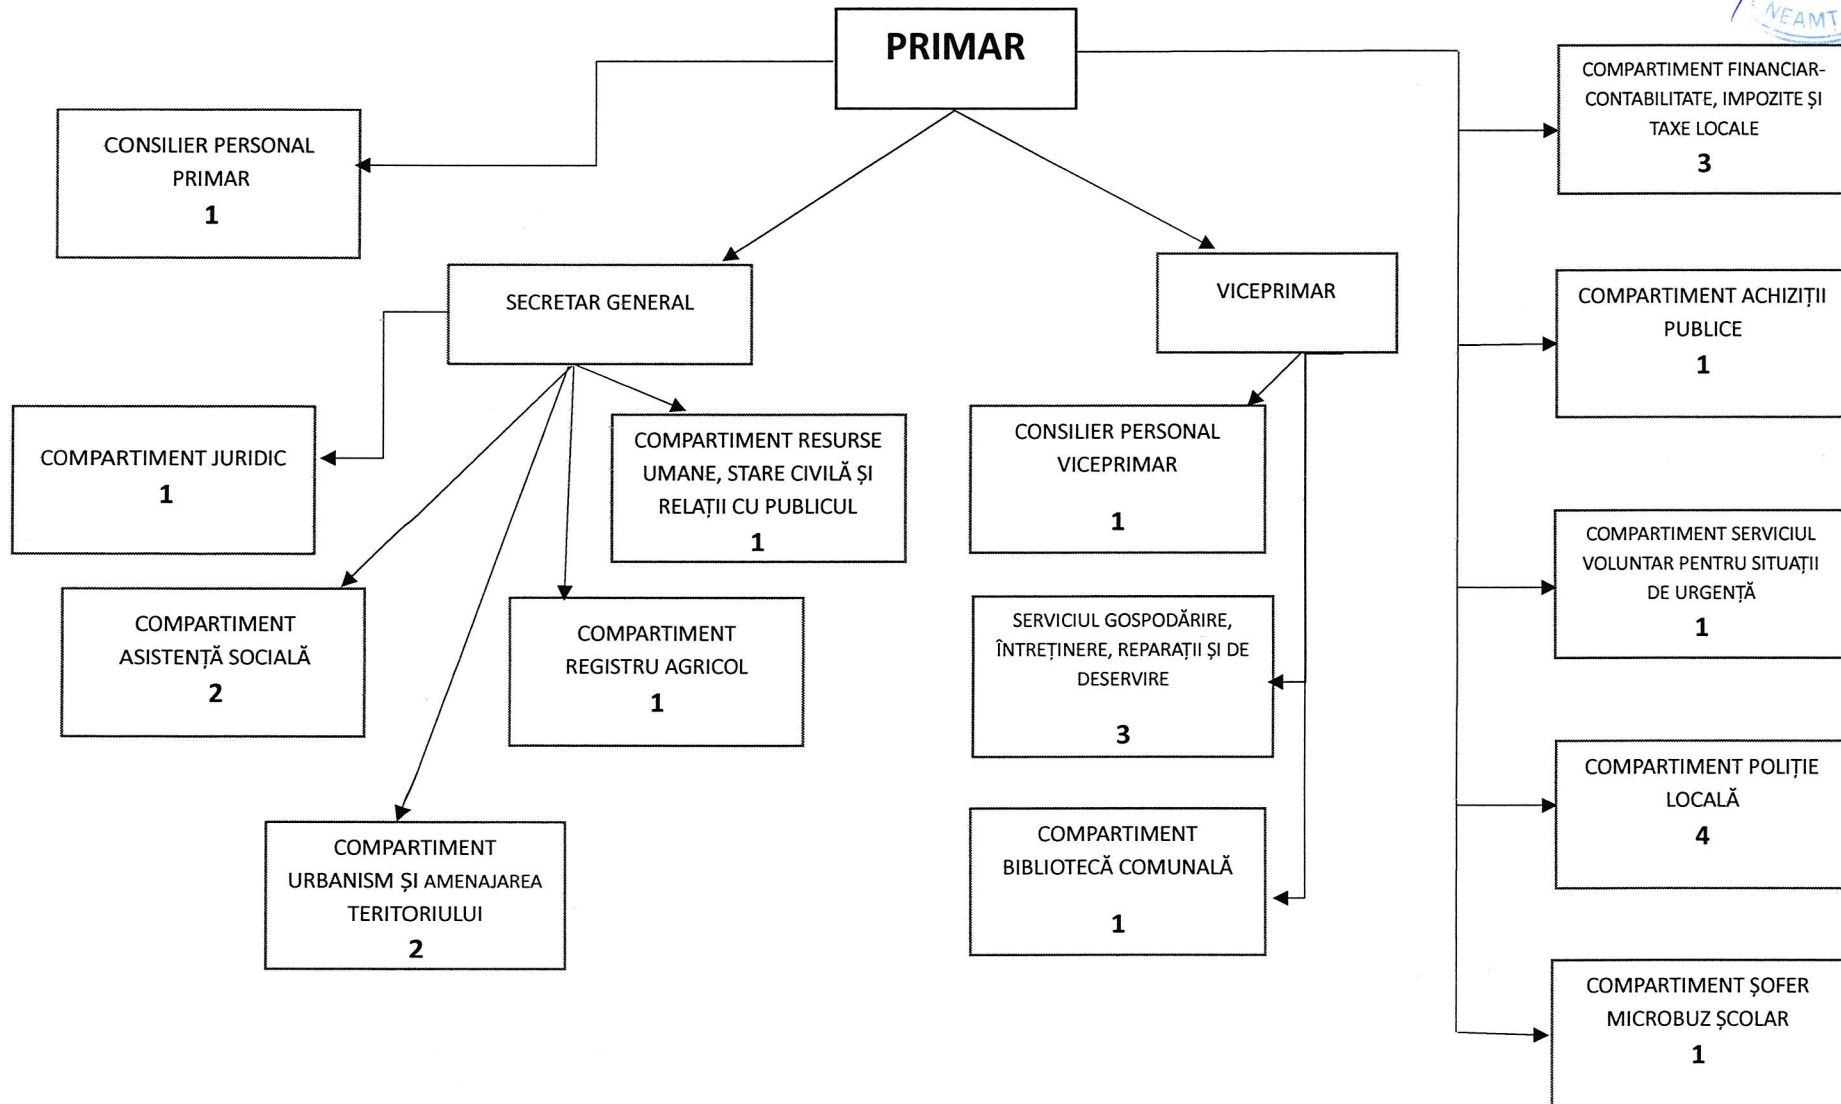 PRIMAR
NEAMȚ
COMPARTIMENT FINANCIAR-
CONTABILITATE, IMPOZITE ȘI
TAXE LOCALE
3
CONSILIER PERSONAL
PRIMAR
1
SECRETAR GENERAL
VICEPRIMAR
COMPARTIMENT ACHIZIȚII
PUBLICE
1
COMPARTIMENT JURIDIC
1
COMPARTIMENT RESURSE
UMANE, STARE CIVILĂ ȘI
RELAȚII CU PUBLICUL
1
CONSILIER PERSONAL
VICEPRIMAR
1
COMPARTIMENT SERVICIUL
VOLUNTAR PENTRU SITUAȚII
DE URGENȚĂ
1
COMPARTIMENT
ASISTENȚĂ SOCIALĂ
2
COMPARTIMENT
REGISTRU AGRICOL
1
SERVICIUL GOSPODĂRIRE,
ÎNTREȚINERE, REPARAȚII ȘI DE
DESERVIRE
3
COMPARTIMENT POLIȚIE
LOCALĂ
4
COMPARTIMENT
URBANISM ȘI AMENAJAREA
TERITORIULUI
2
COMPARTIMENT
BIBLIOTECĂ COMUNALĂ
1
COMPARTIMENT ȘOFER
MICROBUZ ȘCOLAR
1